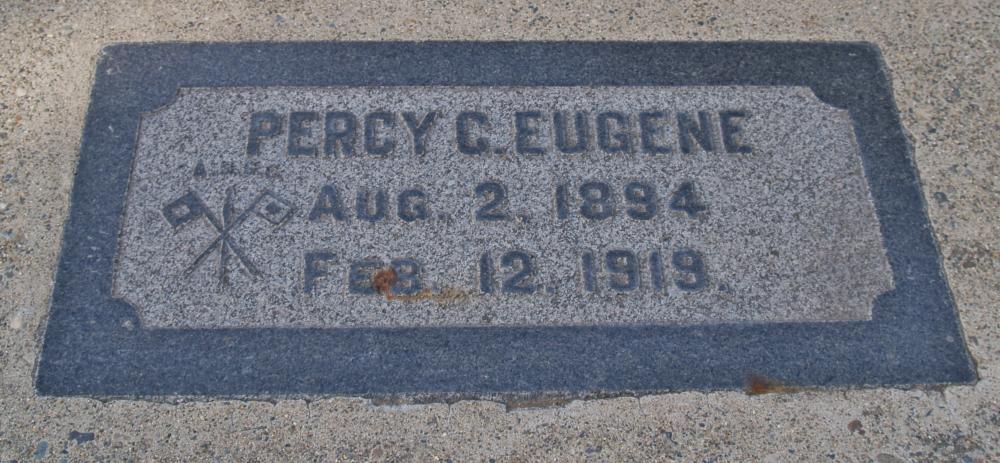 PERCY C. EUGENE
A.E.F.
AUG. 2. 1894
FEB. 12. 1919.